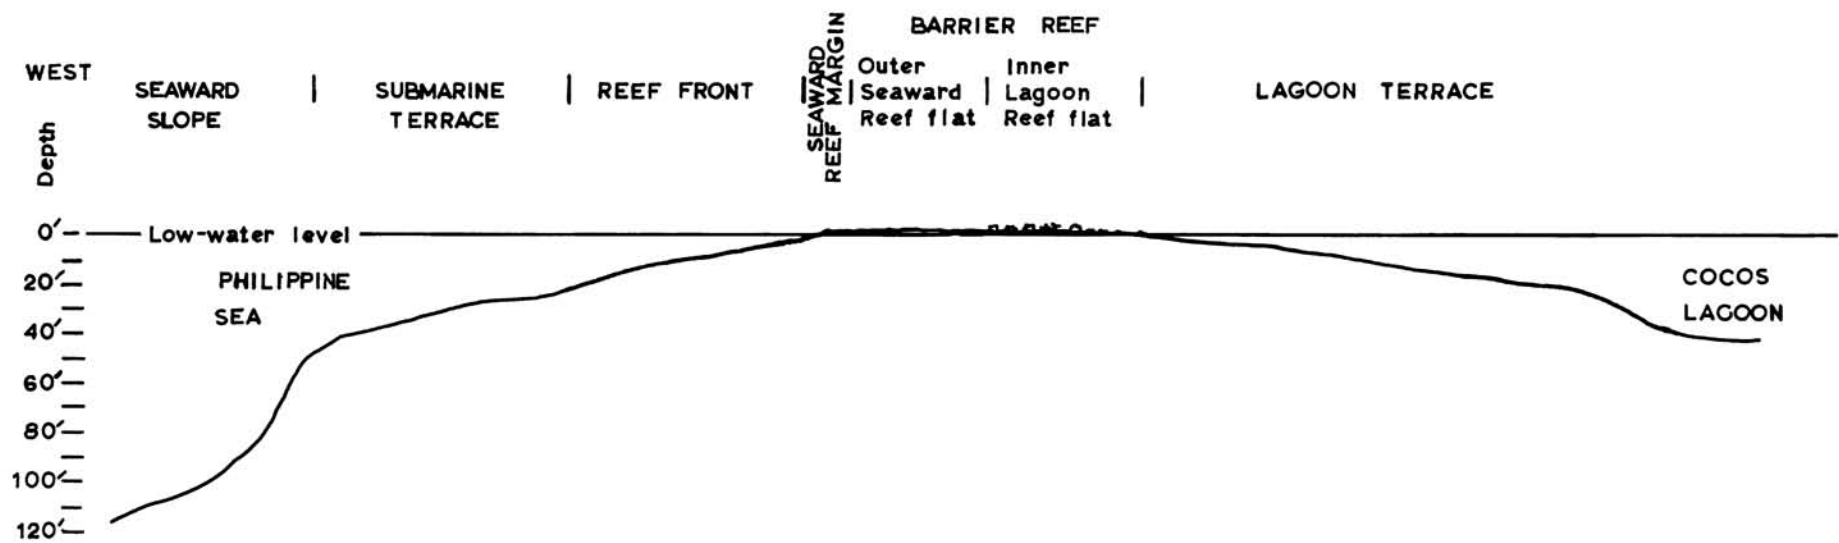 BARRIER REEF
WEST
SEAWARD
SLOPE
SUBMARINE
TERRACE
REEF FRONT
SEAWARD
REEF MARGIN
Outer
Seaward
Reef flat
Inner
Lagoon
Reef flat
LAGOON TERRACE
Depth
0′
20′
40′
60′
80′
100′
120′
Low-water level
PHILIPPINE
SEA
COCOS
LAGOON